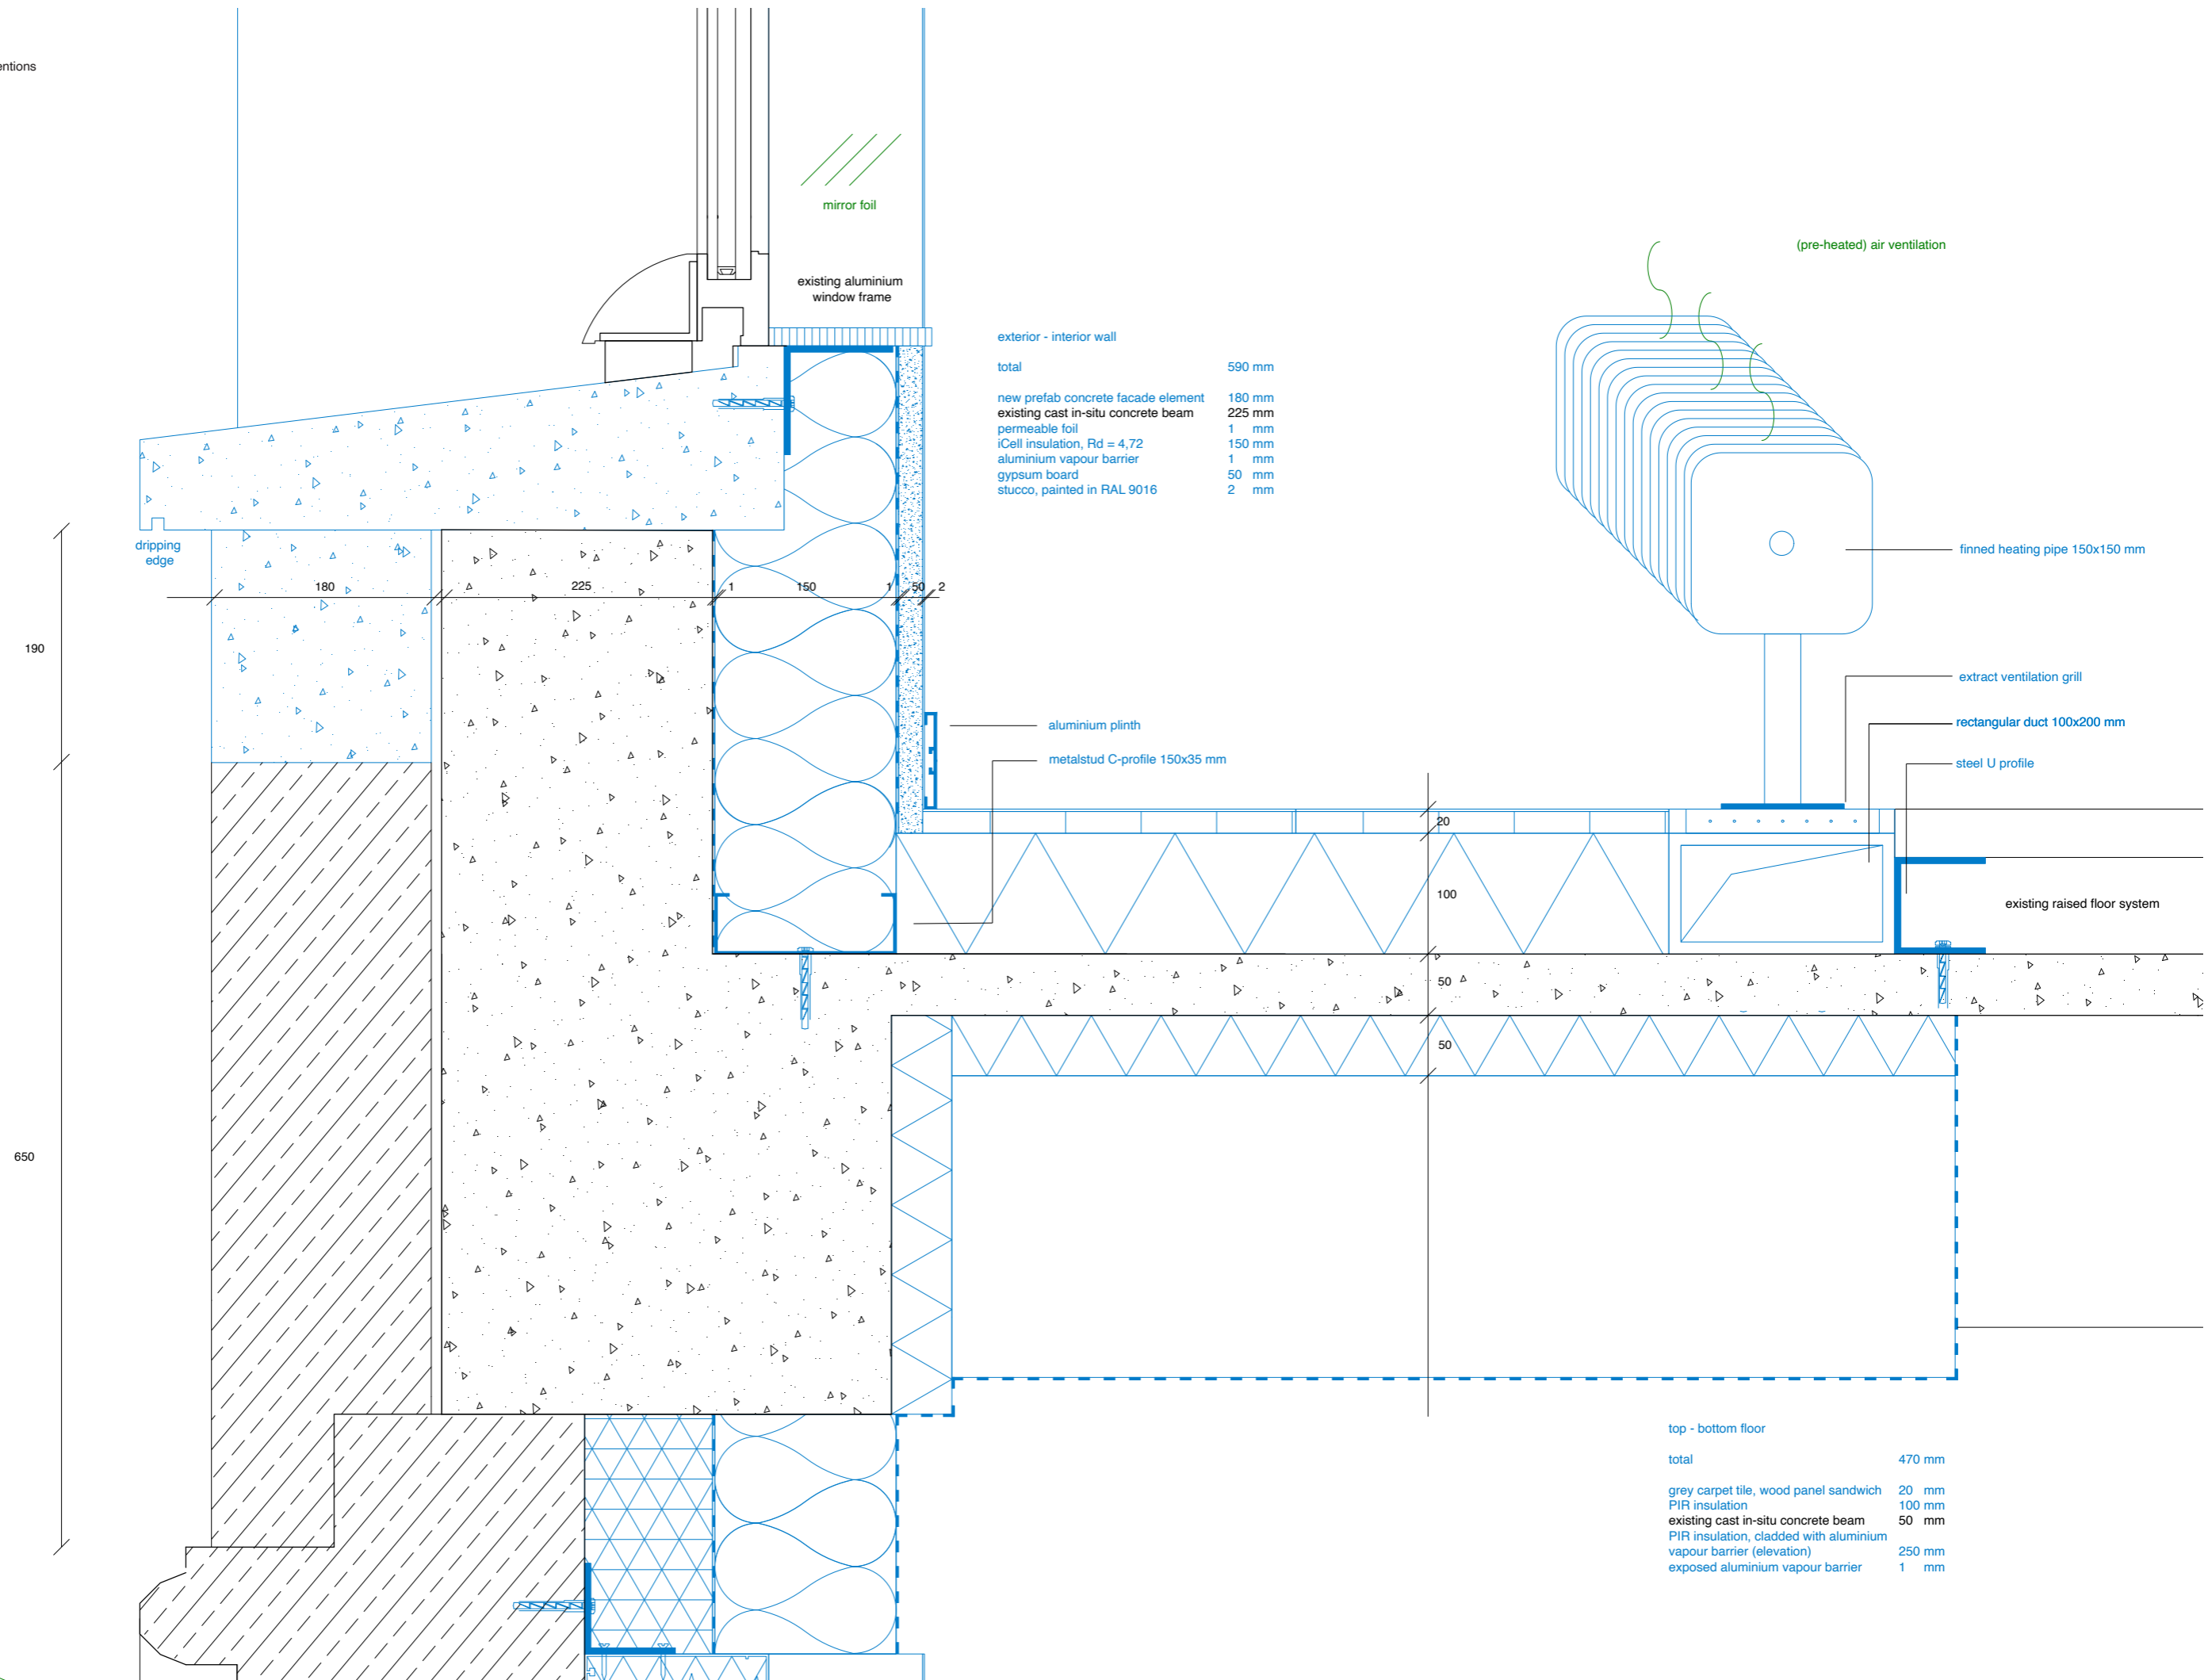 entions
mirror foil
(pre-heated) air ventilation
existing aluminium
window frame
exterior - interior wall
total 590 mm
new prefab concrete facade element 180 mm
existing cast in-situ concrete beam 225 mm
permeable foil 1 mm
iCell insulation, Rd = 4,72 150 mm
aluminium vapour barrier 1 mm
gypsum board 50 mm
stucco, painted in RAL 9016 2 mm
dripping
edge
finned heating pipe 150x150 mm
180 225 1 150 1 50 2
190
extract ventilation grill
aluminium plinth
rectangular duct 100x200 mm
metalstud C-profile 150x35 mm
steel U profile
20
100
existing raised floor system
50
50
650
top - bottom floor
total 470 mm
grey carpet tile, wood panel sandwich 20 mm
PIR insulation 100 mm
existing cast in-situ concrete beam 50 mm
PIR insulation, cladded with aluminium
vapour barrier (elevation) 250 mm
exposed aluminium vapour barrier 1 mm